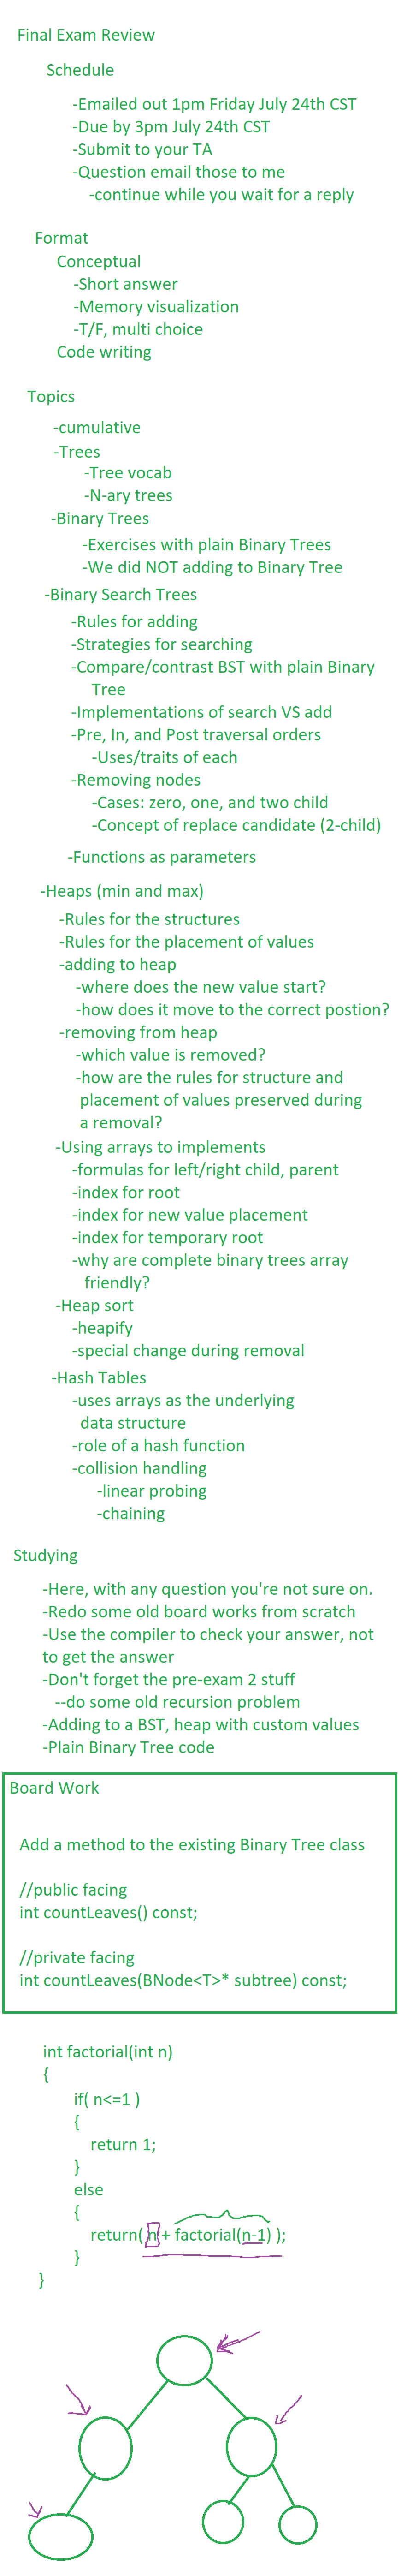 Final Exam Review
Schedule
-Emailed out 1pm Friday July 24th CST
-Due by 3pm July 24th CST
-Submit to your TA
-Question email those to me
-continue while you wait for a reply
Format
Conceptual
-Short answer
-Memory visualization
-T/F, multi choice
Code writing
Topics
-cumulative
-Trees
-Tree vocab
-N-ary trees
-Binary Trees
-Exercises with plain Binary Trees
-We did NOT adding to Binary Tree
-Binary Search Trees
-Rules for adding
-Strategies for searching
-Compare/contrast BST with plain Binary
Tree
-Implementations of search VS add
-Pre, In, and Post traversal orders
-Uses/traits of each
-Removing nodes
-Cases: zero, one, and two child
-Concept of replace candidate (2-child)
-Functions as parameters
-Heaps (min and max)
-Rules for the structures
-Rules for the placement of values
-adding to heap
-where does the new value start?
-how does it move to the correct postion?
-removing from heap
-which value is removed?
-how are the rules for structure and
placement of values preserved during
a removal?
-Using arrays to implements
-formulas for left/right child, parent
-index for root
-index for new value placement
-index for temporary root
-why are complete binary trees array
friendly?
-Heap sort
-heapify
-special change during removal
-Hash Tables
-uses arrays as the underlying
data structure
-role of a hash function
-collision handling
-linear probing
-chaining
Studying
-Here, with any question you're not sure on.
-Redo some old board works from scratch
-Use the compiler to check your answer, not
to get the answer
-Don't forget the pre-exam 2 stuff
--do some old recursion problem
-Adding to a BST, heap with custom values
-Plain Binary Tree code
Board Work
Add a method to the existing Binary Tree class
//public facing
int countLeaves() const;
//private facing
int countLeaves(BNode<T>* subtree) const;
int factorial(int n)
{
if( n<=1 )
{
return 1;
}
else
{
return( n + factorial(n-1) );
}
}